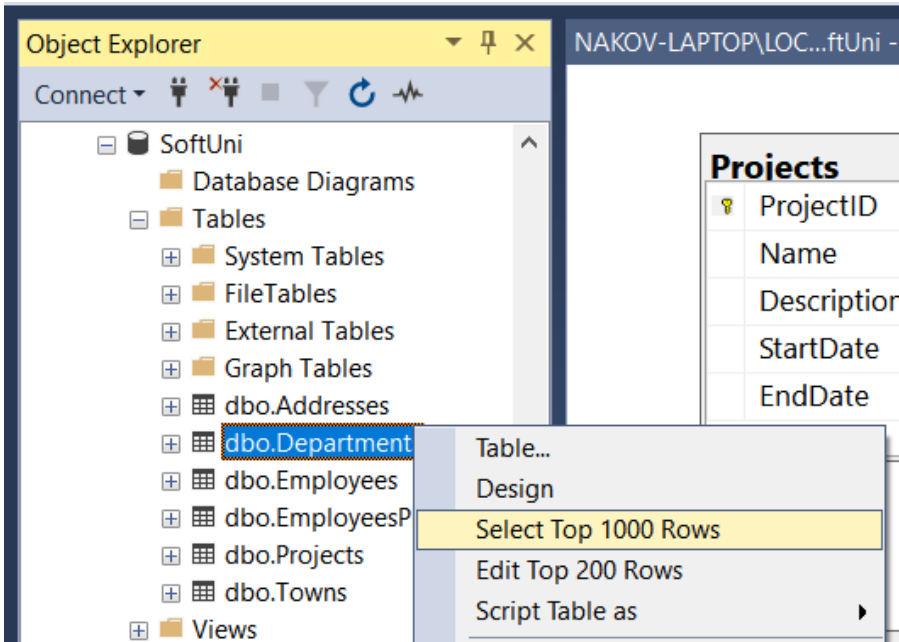 Object Explorer
NAKOV-LAPTOP\LOC...ftUni -
Connect
SoftUni
Database Diagrams
Tables
System Tables
FileTables
External Tables
Graph Tables
dbo.Addresses
dbo.Department
dbo.Employees
dbo.EmployeesP
dbo.Projects
dbo.Towns
Views
Projects
ProjectID
Name
Description
StartDate
EndDate
Table...
Design
Select Top 1000 Rows
Edit Top 200 Rows
Script Table as